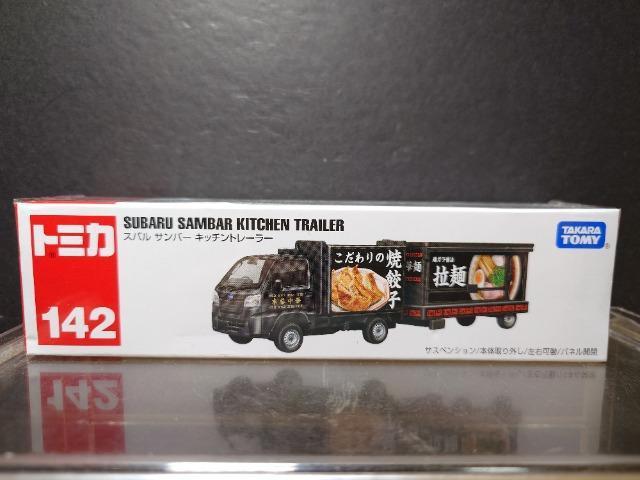 トミカ
142
SUBARU SAMBAR KITCHEN TRAILER
スバル サンバー キッチントレーラー
TAKARA
TOMY
こだわりの
焼餃子
拉麺
サスペンション/本体取り外し/左右可動/パネル開閉